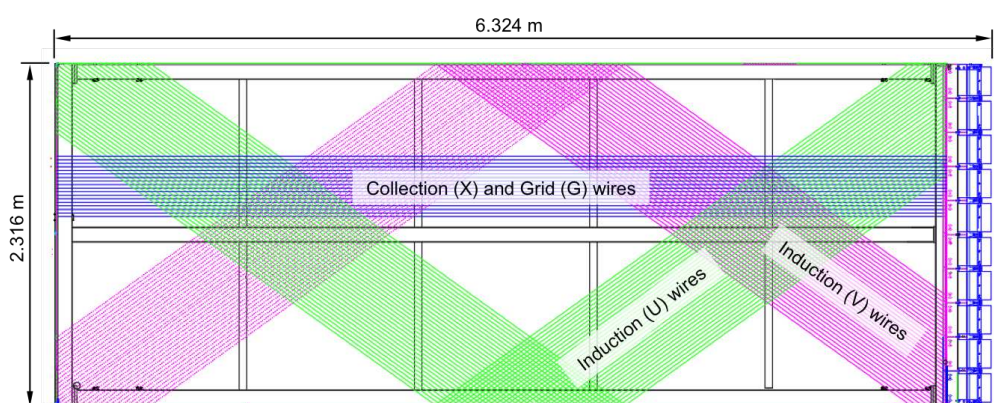 6.324 m
2.316 m
Collection (X) and Grid (G) wires
Induction (U) wires
Induction (V) wires